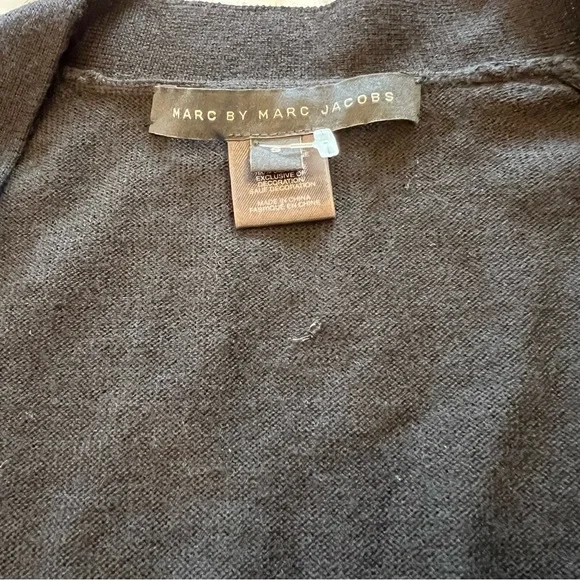 MARC BY MARC JACOBS
EXCLUSIVE OF
DECORATION/
SAUF DECORATION
MADE IN CHINA
FABRIQUÉ EN CHINE